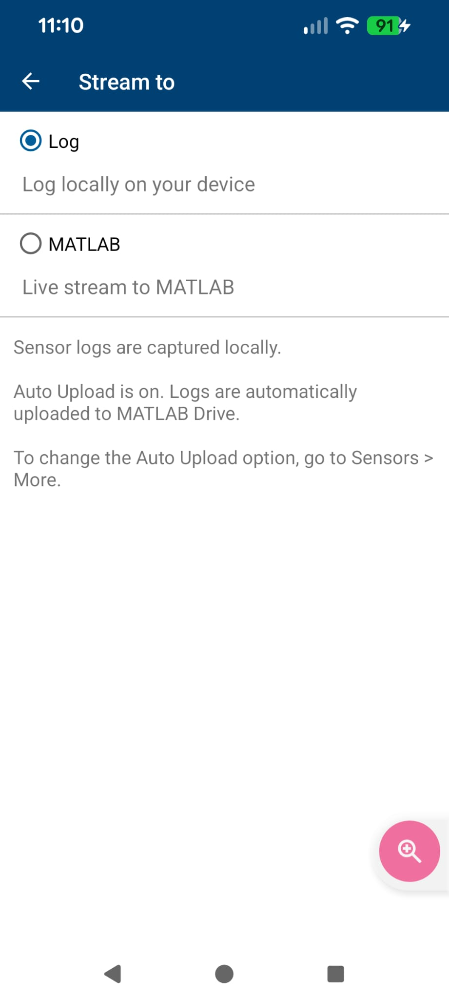 11:10
91
Stream to
Log
Log locally on your device
MATLAB
Live stream to MATLAB
Sensor logs are captured locally.
Auto Upload is on. Logs are automatically
uploaded to MATLAB Drive.
To change the Auto Upload option, go to Sensors >
More.